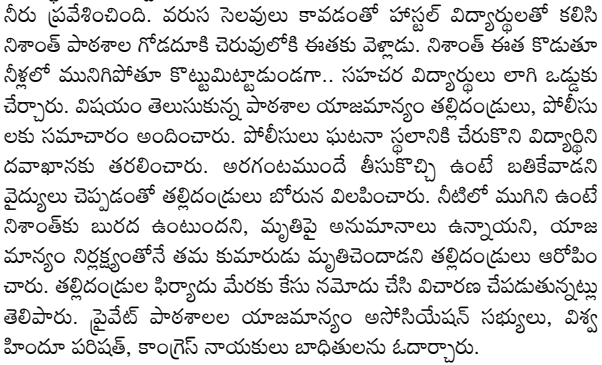 నీరు ప్రవేశించింది. వరుస సెలవులు కావడంతో హాస్టల్ విద్యార్థులతో కలిసి
నిశాంత్ పాఠశాల గోడదూకి చెరువులోకి ఈతకు వెళ్లాడు. నిశాంత్ ఈత కొడుతూ
నీళ్లలో మునిగిపోతూ కొట్టుమిట్టాడుండగా.. సహచర విద్యార్థులు లాగి ఒడ్డుకు
చేర్చారు. విషయం తెలుసుకున్న పాఠశాల యాజమాన్యం తల్లిదండ్రులు, పోలీసు
లకు సమాచారం అందించారు. పోలీసులు ఘటనా స్థలానికి చేరుకొని విద్యార్థిని
దవాఖానకు తరలించారు. అరగంటముందే తీసుకొచ్చి ఉంటే బతికేవాడని
వైద్యులు చెప్పడంతో తల్లిదండ్రులు బోరున విలపించారు. నీటిలో ముగిని ఉంటే
నిశాంత్‌కు బురద ఉంటుందని, మృతిపై అనుమానాలు ఉన్నాయని, యాజ
మాన్యం నిర్లక్ష్యంతోనే తమ కుమారుడు మృతిచెందాడని తల్లిదండ్రులు ఆరోపిం
చారు. తల్లిదండ్రుల ఫిర్యాదు మేరకు కేసు నమోదు చేసి విచారణ చేపడుతున్నట్లు
తెలిపారు. ప్రైవేట్ పాఠశాలల యాజమాన్యం అసోసియేషన్ సభ్యులు, విశ్వ
హిందూ పరిషత్, కాంగ్రెస్ నాయకులు బాధితులను ఓదార్చారు.